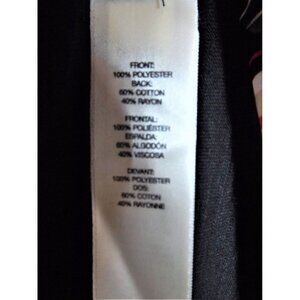 FRONT:
100% POLYESTER
BACK:
60% COTTON
40% RAYON
FRONTAL:
100% POLIÉSTER
ESPALDA:
60% ALGODÓN
40% VISCOSA
DEVANT:
100% POLYESTER
DOS:
60% COTON
40% RAYONNE